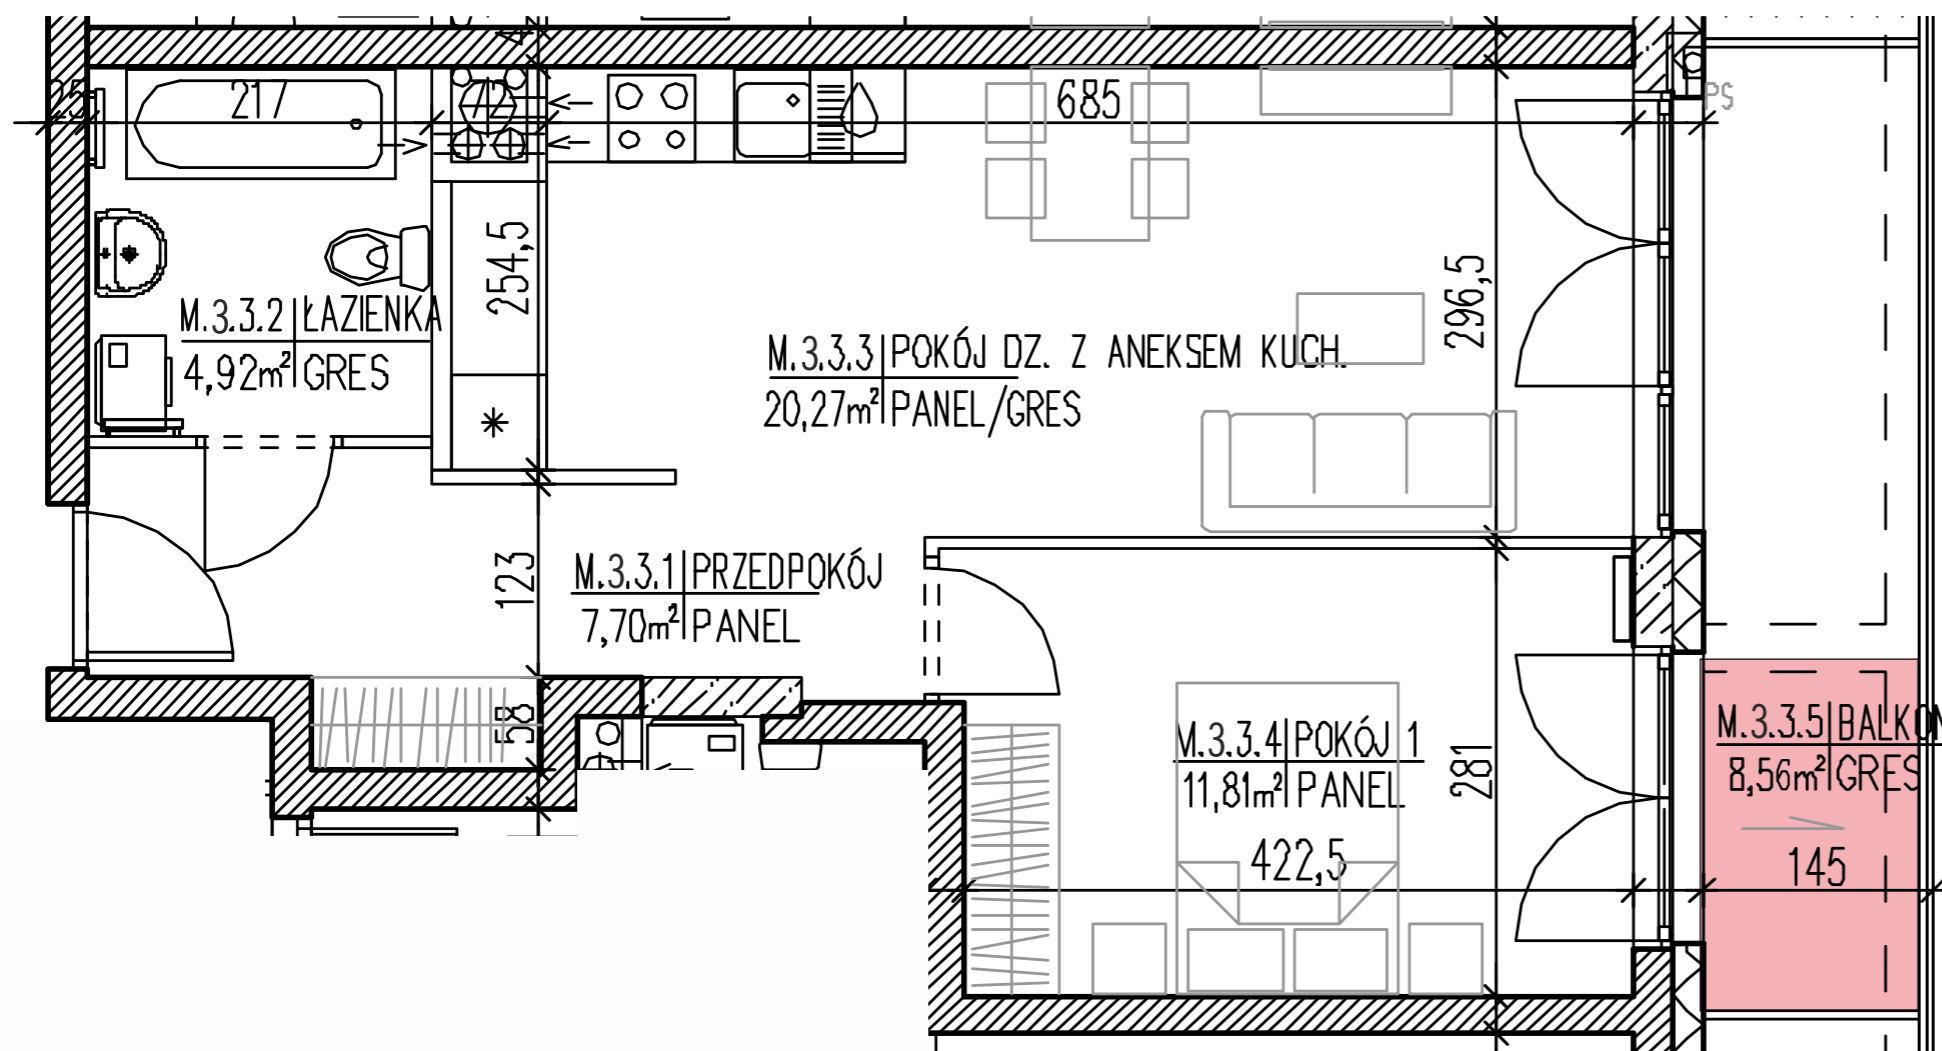 25
217
72
685
PS
254,5
296,5
M.3.3.2 ŁAZIENKA
4,92m² GRES
M.3.3.3 POKÓJ DZ. Z ANEKSEM KUCH.
20,27m² PANEL/GRES
123
M.3.3.1 PRZEDPOKÓJ
7,70m² PANEL
58
M.3.3.4 POKÓJ 1
11,81m² PANEL
281
422,5
M.3.3.5 BALKON
8,56m² GRES
145